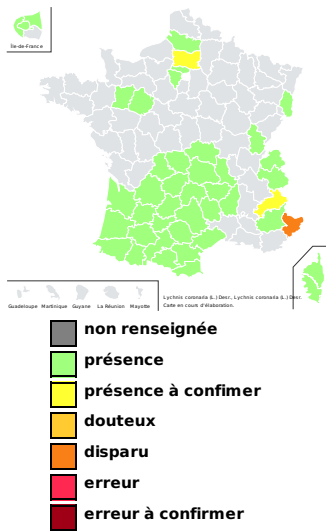 Île-de-France
Guadeloupe Martinique Guyane La Réunion Mayotte
Lychnis coronaria (L.) Desr., Lychnis coronaria (L.) Desr.
Carte en cours d'élaboration.
non renseignée
présence
présence à confimer
douteux
disparu
erreur
erreur à confirmer